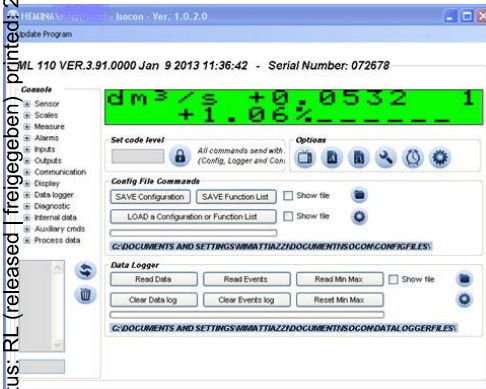 - Isocon - Ver. 1.0.2.0
Update Program
ML 110 VER.3.91.0000 Jan 9 2013 11:36:42 - Serial Number: 072678
Console
Sensor
Scales
Measure
Alarms
Inputs
Outputs
Communication
Display
Data logger
Diagnostic
Internal data
Auxiliary cmds
Process data
dm³/s +0.0532 1
+1.06%
Set code level
All commands send with
(Config, Logger and Con
Options
Config File Commands
SAVE Configuration
SAVE Function List
Show file
LOAD a Configuration or Function List
Show file
C:\DOCUMENTS AND SETTINGS\MMATTIAZZI\DOCUMENTI\ISOCON\CONFIGFILES\
Data Logger
Read Data
Read Events
Read Min Max
Show file
Clear Data log
Clear Events log
Reset Min Max
C:\DOCUMENTS AND SETTINGS\MMATTIAZZI\DOCUMENTI\ISOCON\DATALOGGERFILES\
tus: RL (released | freigegeben) printed: 2